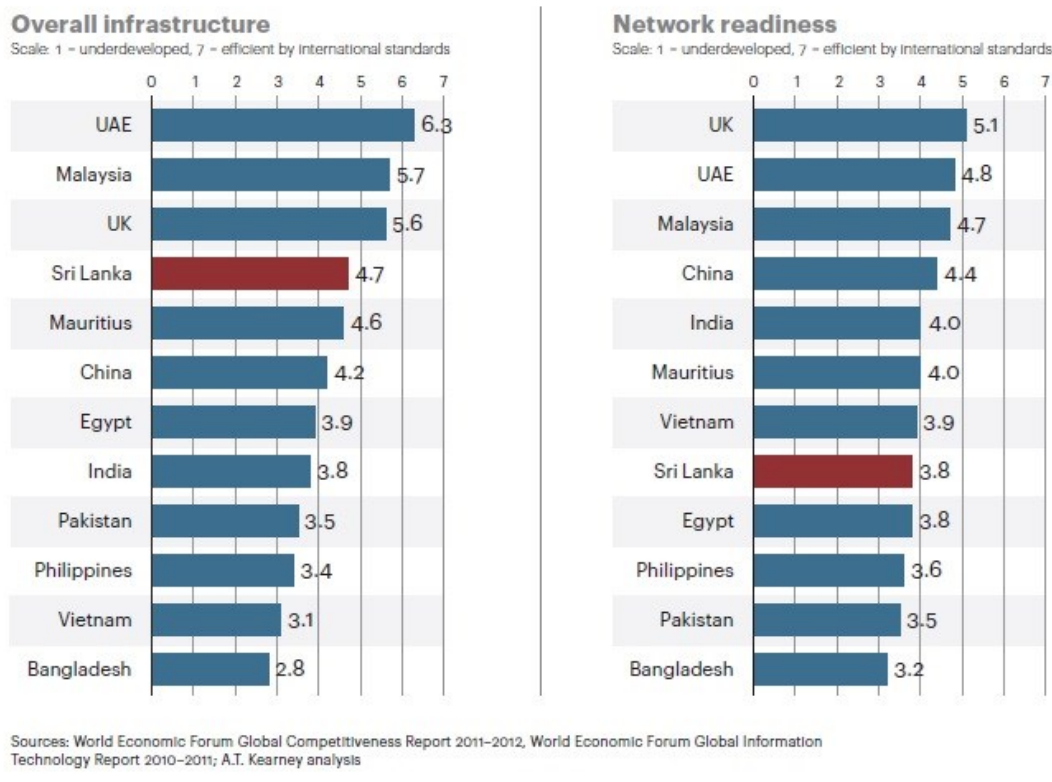 Overall infrastructure
Scale: 1 = underdeveloped, 7 = efficient by international standards
0 1 2 3 4 5 6 7
UAE 6.3
Malaysia 5.7
UK 5.6
Sri Lanka 4.7
Mauritius 4.6
China 4.2
Egypt 3.9
India 3.8
Pakistan 3.5
Philippines 3.4
Vietnam 3.1
Bangladesh 2.8
Network readiness
Scale: 1 = underdeveloped, 7 = efficient by international standards
0 1 2 3 4 5 6 7
UK 5.1
UAE 4.8
Malaysia 4.7
China 4.4
India 4.0
Mauritius 4.0
Vietnam 3.9
Sri Lanka 3.8
Egypt 3.8
Philippines 3.6
Pakistan 3.5
Bangladesh 3.2
Sources: World Economic Forum Global Competitiveness Report 2011–2012, World Economic Forum Global Information
Technology Report 2010–2011; A.T. Kearney analysis